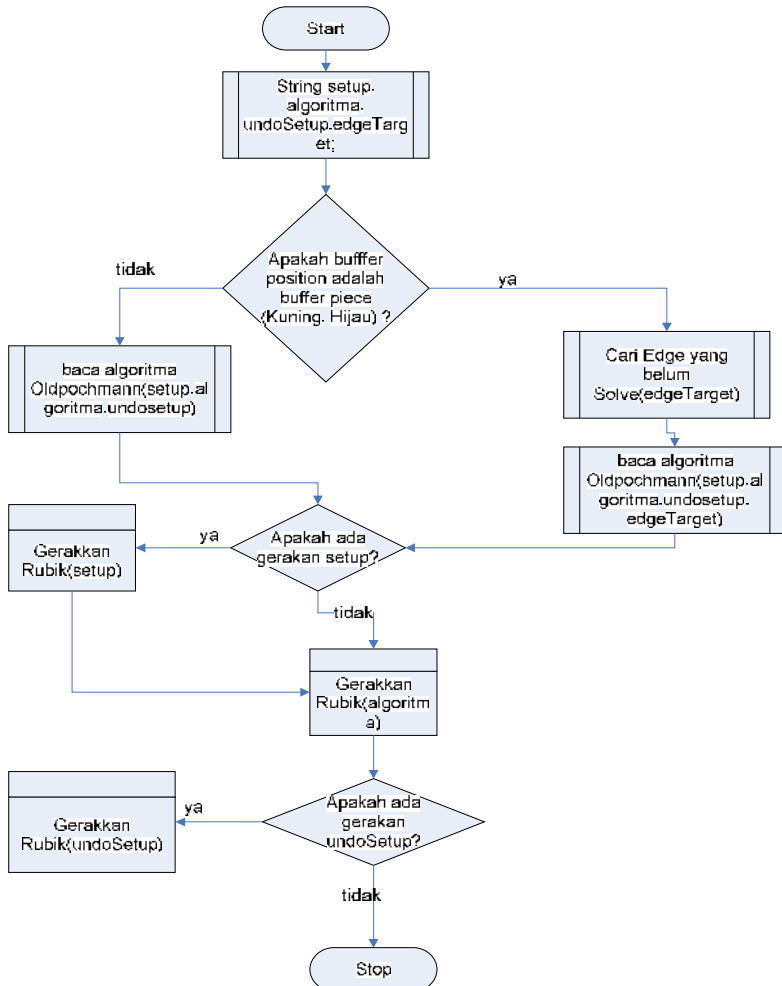 Start
String setup.
algoritma.
undoSetup.edgeTarg
et;
Apakah bufffer
position adalah
buffer piece
(Kuning. Hijau) ?
tidak
ya
baca algoritma
Oldpochmann(setup.al
goritma.undosetup)
Cari Edge yang
belum
Solve(edgeTarget)
baca algoritma
Oldpochmann(setup.al
goritma.undosetup.
edgeTarget)
Apakah ada
gerakan setup?
ya
Gerakkan
Rubik(setup)
tidak
Gerakkan
Rubik(algoritm
a)
Apakah ada
gerakan
undoSetup?
ya
Gerakkan
Rubik(undoSetup)
tidak
Stop